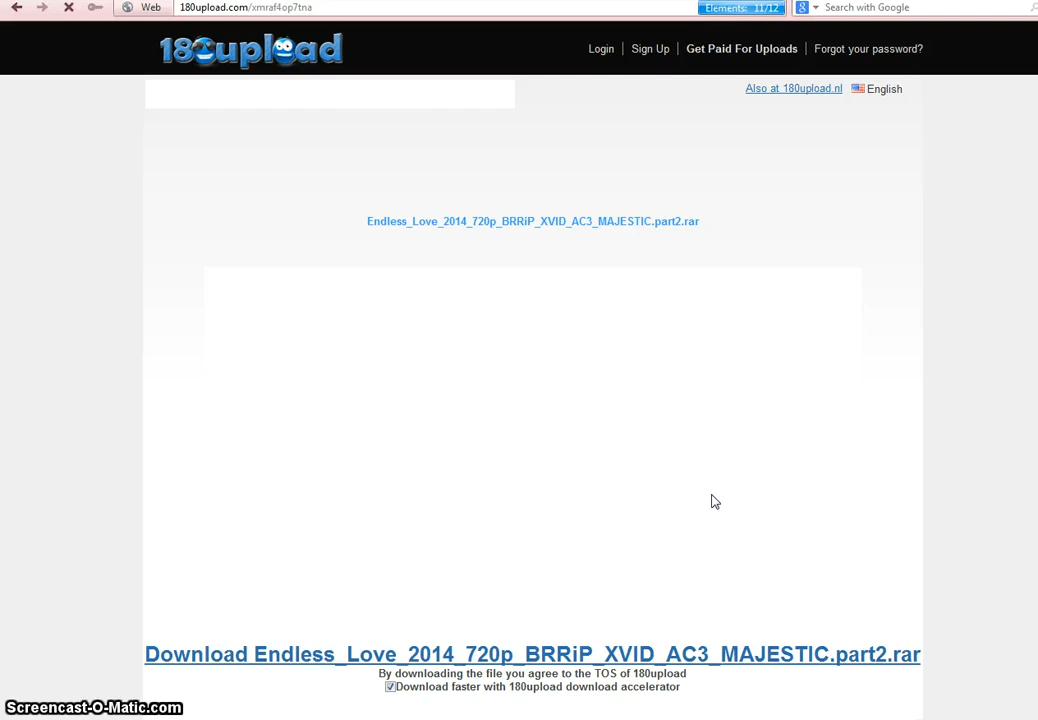 Web 180upload.com/xmraf4op7tna Elements: 11/12 Search with Google
180upload Login Sign Up Get Paid For Uploads Forgot your password?
Also at 180upload.nl English
Endless_Love_2014_720p_BRRiP_XVID_AC3_MAJESTIC.part2.rar
Download Endless_Love_2014_720p_BRRiP_XVID_AC3_MAJESTIC.part2.rar
By downloading the file you agree to the TOS of 180upload
Download faster with 180upload download accelerator
Screencast-O-Matic.com